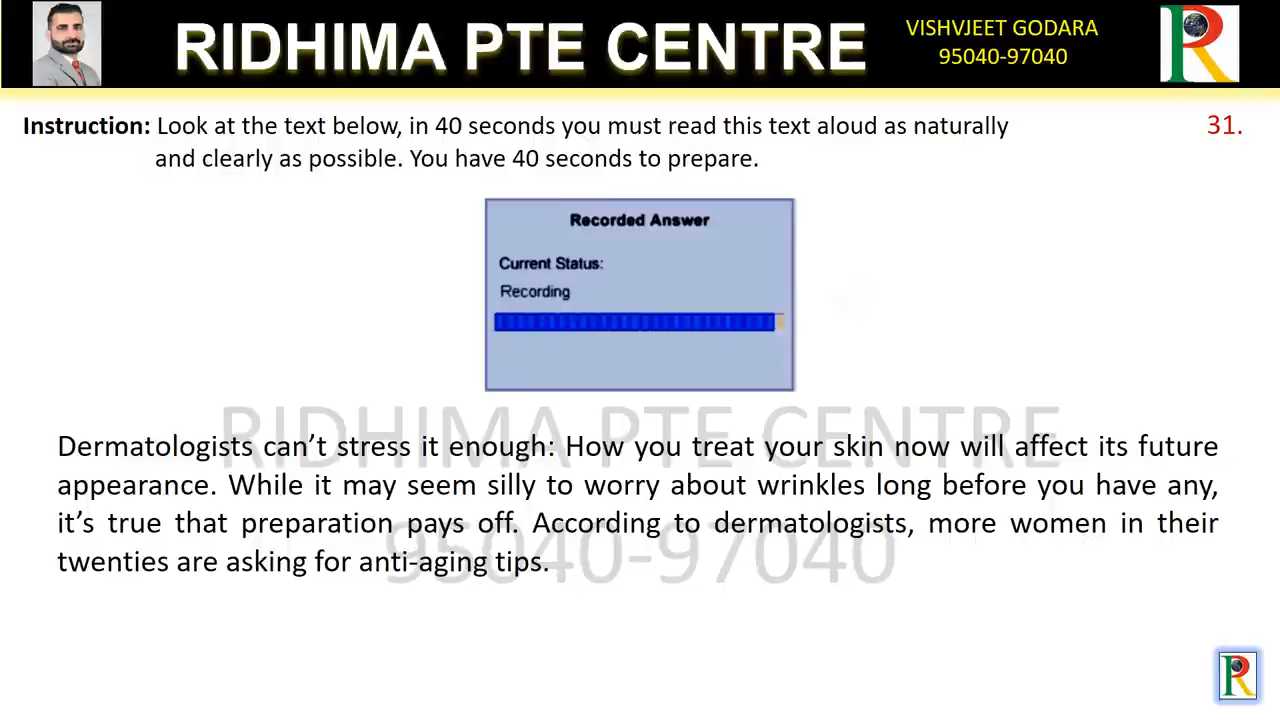 RIDHIMA PTE CENTRE
VISHVJEET GODARA
95040-97040
Instruction: Look at the text below, in 40 seconds you must read this text aloud as naturally
and clearly as possible. You have 40 seconds to prepare.
31.
Recorded Answer
Current Status:
Recording
RIDHIMA PTE CENTRE
95040-97040
Dermatologists can’t stress it enough: How you treat your skin now will affect its future
appearance. While it may seem silly to worry about wrinkles long before you have any,
it’s true that preparation pays off. According to dermatologists, more women in their
twenties are asking for anti-aging tips.